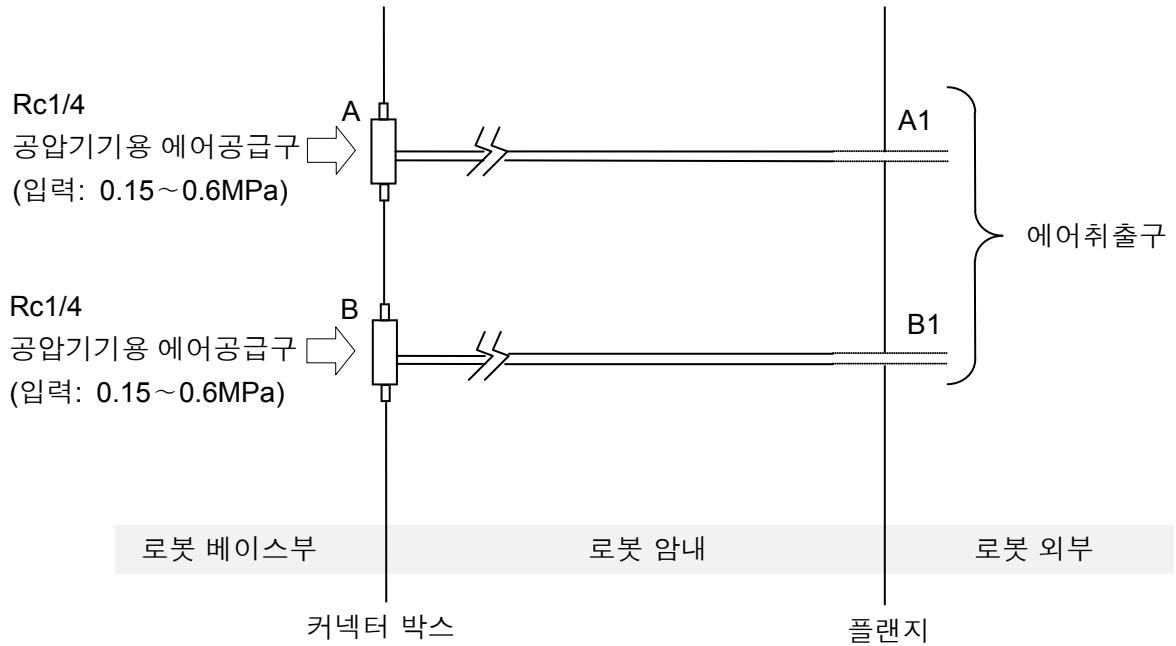 Rc1/4
공압기기용 에어공급구
(입력: 0.15～0.6MPa)
A
A1
에어취출구
Rc1/4
공압기기용 에어공급구
(입력: 0.15～0.6MPa)
B
B1
로봇 베이스부
로봇 암내
로봇 외부
커넥터 박스
플랜지